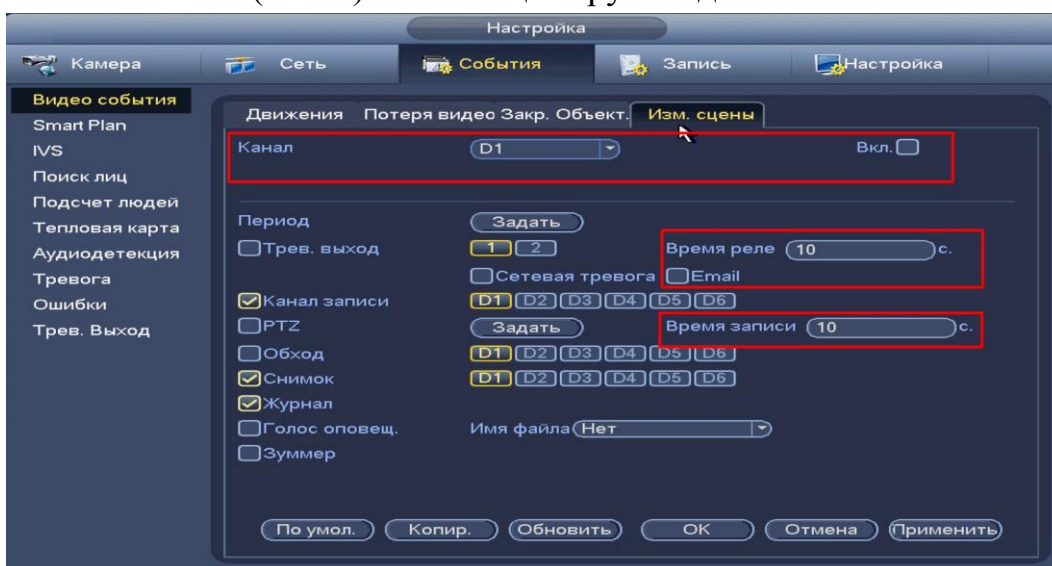 Настройка
Камера Сеть События Запись Настройка
Видео события
Smart Plan
IVS
Поиск лиц
Подсчет людей
Тепловая карта
Аудиодетекция
Тревога
Ошибки
Трев. Выход
Движения Потеря видео Закр. Объект. Изм. сцены
Канал D1 Вкл.
Период Задать
Трев. выход 1 2 Время реле 10 с.
Сетевая тревога Email
Канал записи D1 D2 D3 D4 D5 D6
PTZ Задать Время записи 10 с.
Обход D1 D2 D3 D4 D5 D6
Снимок D1 D2 D3 D4 D5 D6
Журнал
Голос оповещ. Имя файла Нет
Зуммер
По умол. Копир. Обновить OK Отмена Применить